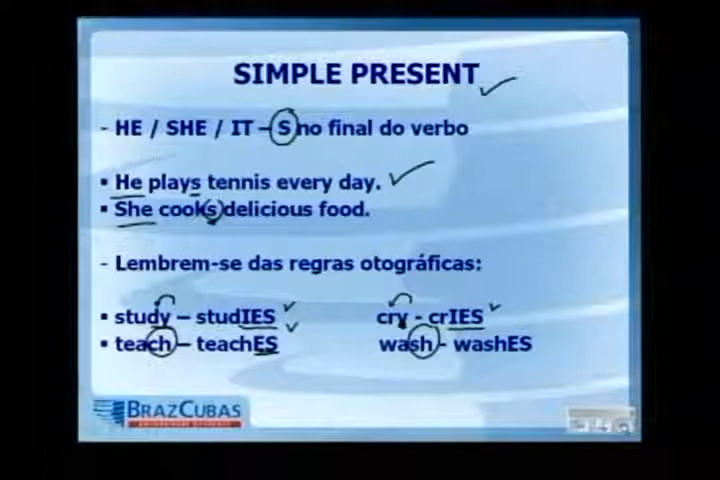 SIMPLE PRESENT
- HE / SHE / IT – S no final do verbo
▪ He plays tennis every day.
▪ She cooks delicious food.
- Lembrem-se das regras otográficas:
▪ study – studIES cry - crIES
▪ teach – teachES wash - washES
BRAZCUBAS